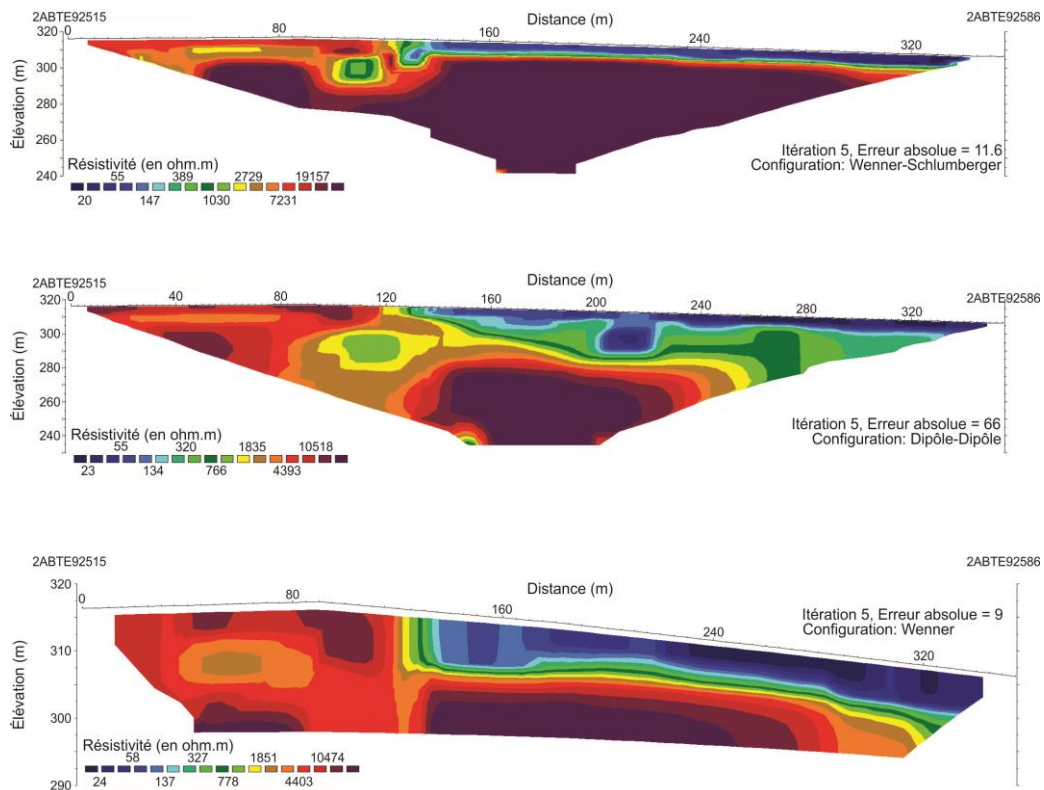 2ABTE92515 Distance (m) 2ABTE92586
0 80 160 240 320
Élévation (m)
320
300
280
260
240
Résistivité (en ohm.m)
55 389 2729 19157
20 147 1030 7231
Itération 5, Erreur absolue = 11.6
Configuration: Wenner-Schlumberger
2ABTE92515 Distance (m) 2ABTE92586
0 40 80 120 160 200 240 280 320
Élévation (m)
320
300
280
260
240
Résistivité (en ohm.m)
55 320 1835 10518
23 134 766 4393
Itération 5, Erreur absolue = 66
Configuration: Dipôle-Dipôle
2ABTE92515 Distance (m) 2ABTE92586
0 80 160 240 320
Élévation (m)
320
310
300
290
Itération 5, Erreur absolue = 9
Configuration: Wenner
Résistivité (en ohm.m)
58 327 1851 10474
24 137 778 4403